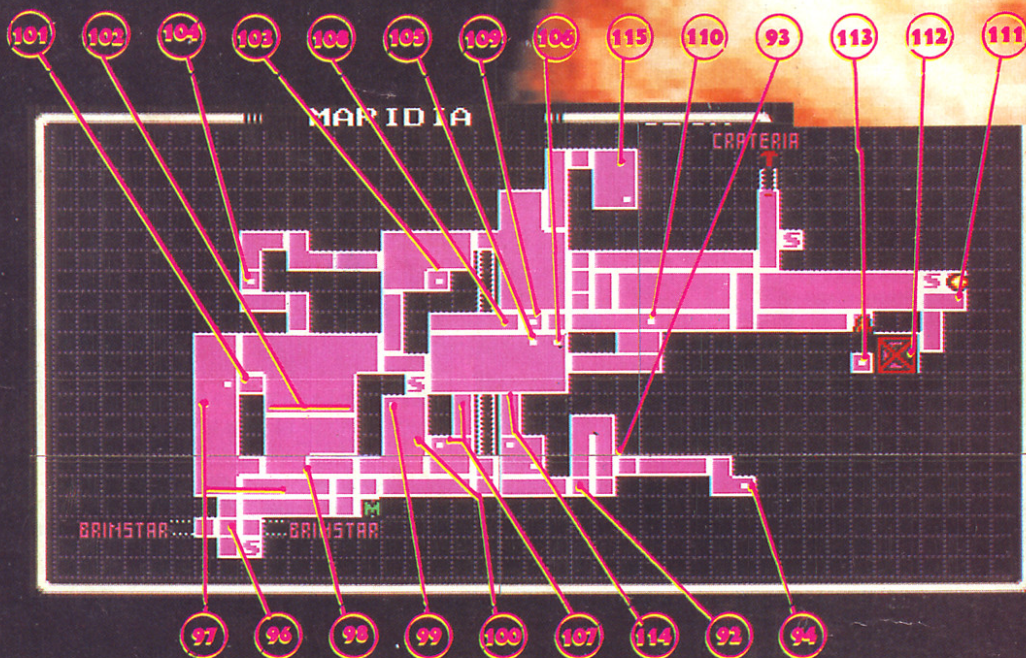 101 102 104 103 108 105 109 106 115 110 93 113 112 111
MARIDIA
CRATERIA
S
S
S
M
BRINSTAR BRINSTAR
S
97 96 98 99 100 107 114 92 94